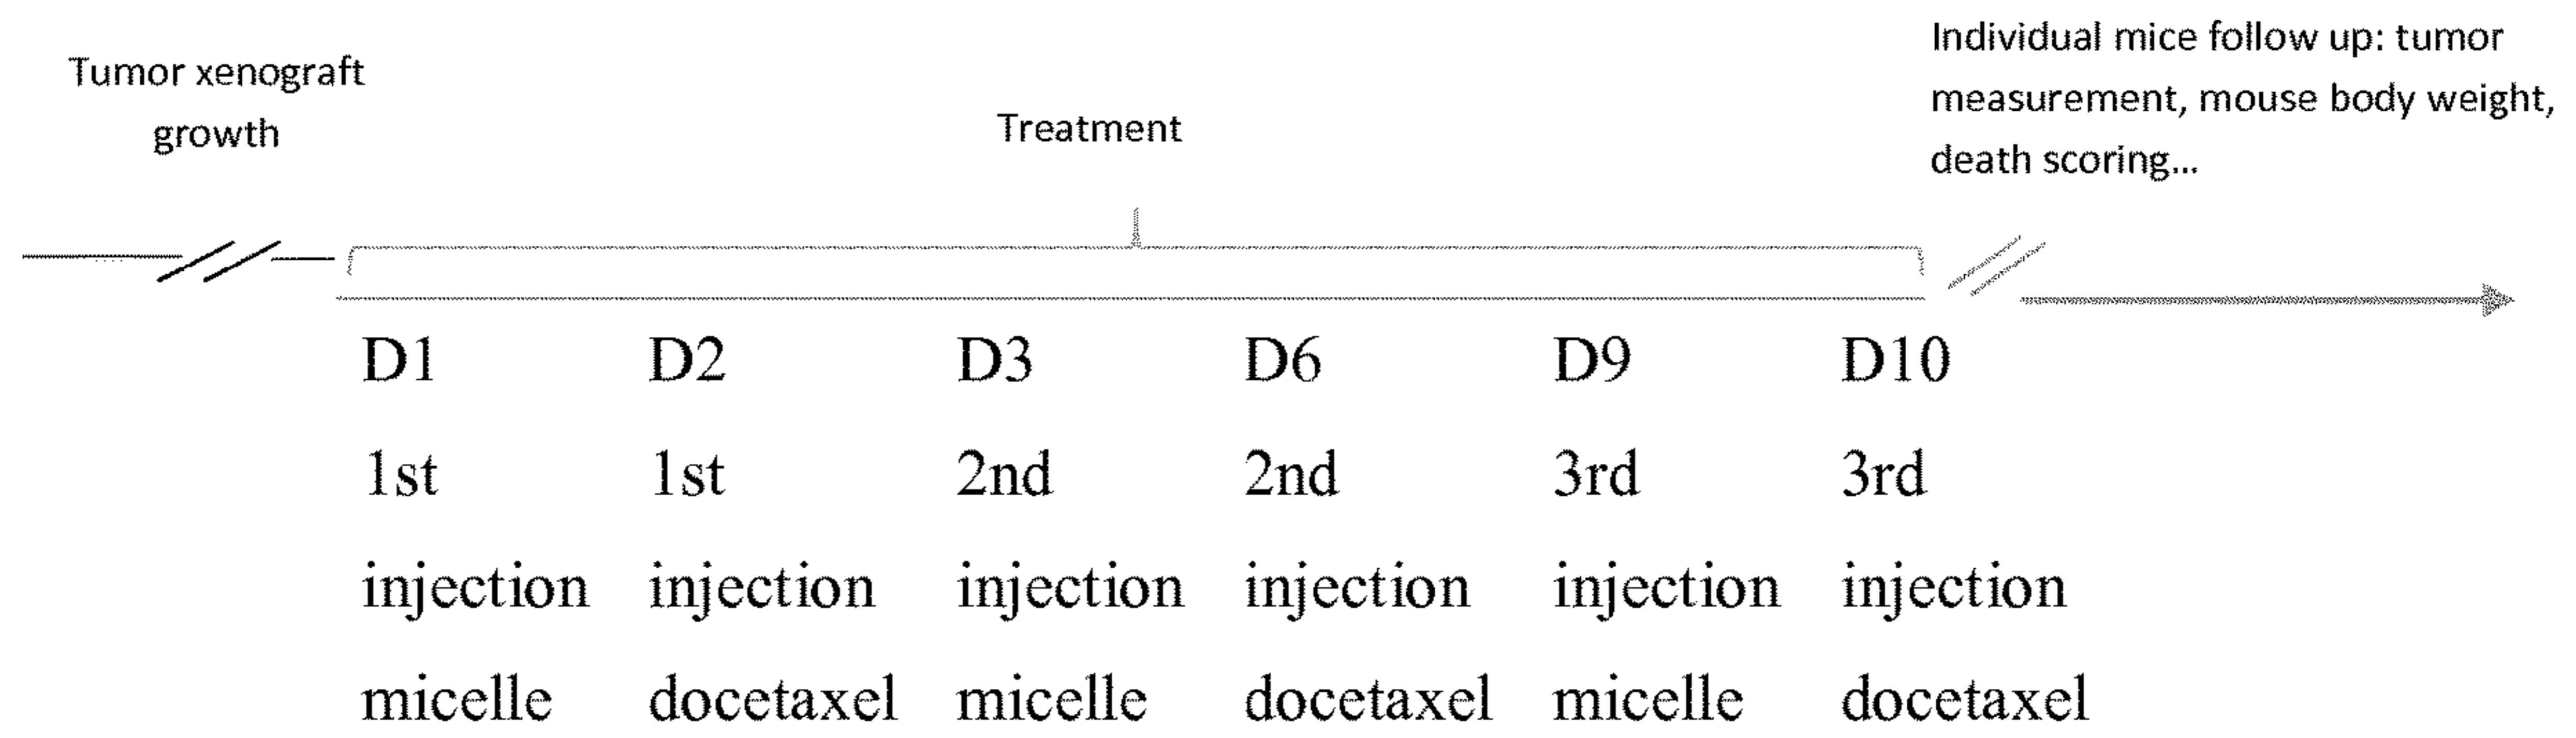 Tumor xenograft
growth
Treatment
Individual mice follow up: tumor
measurement, mouse body weight,
death scoring...
D1 D2 D3 D6 D9 D10
1st 1st 2nd 2nd 3rd 3rd
injection injection injection injection injection injection
micelle docetaxel micelle docetaxel micelle docetaxel